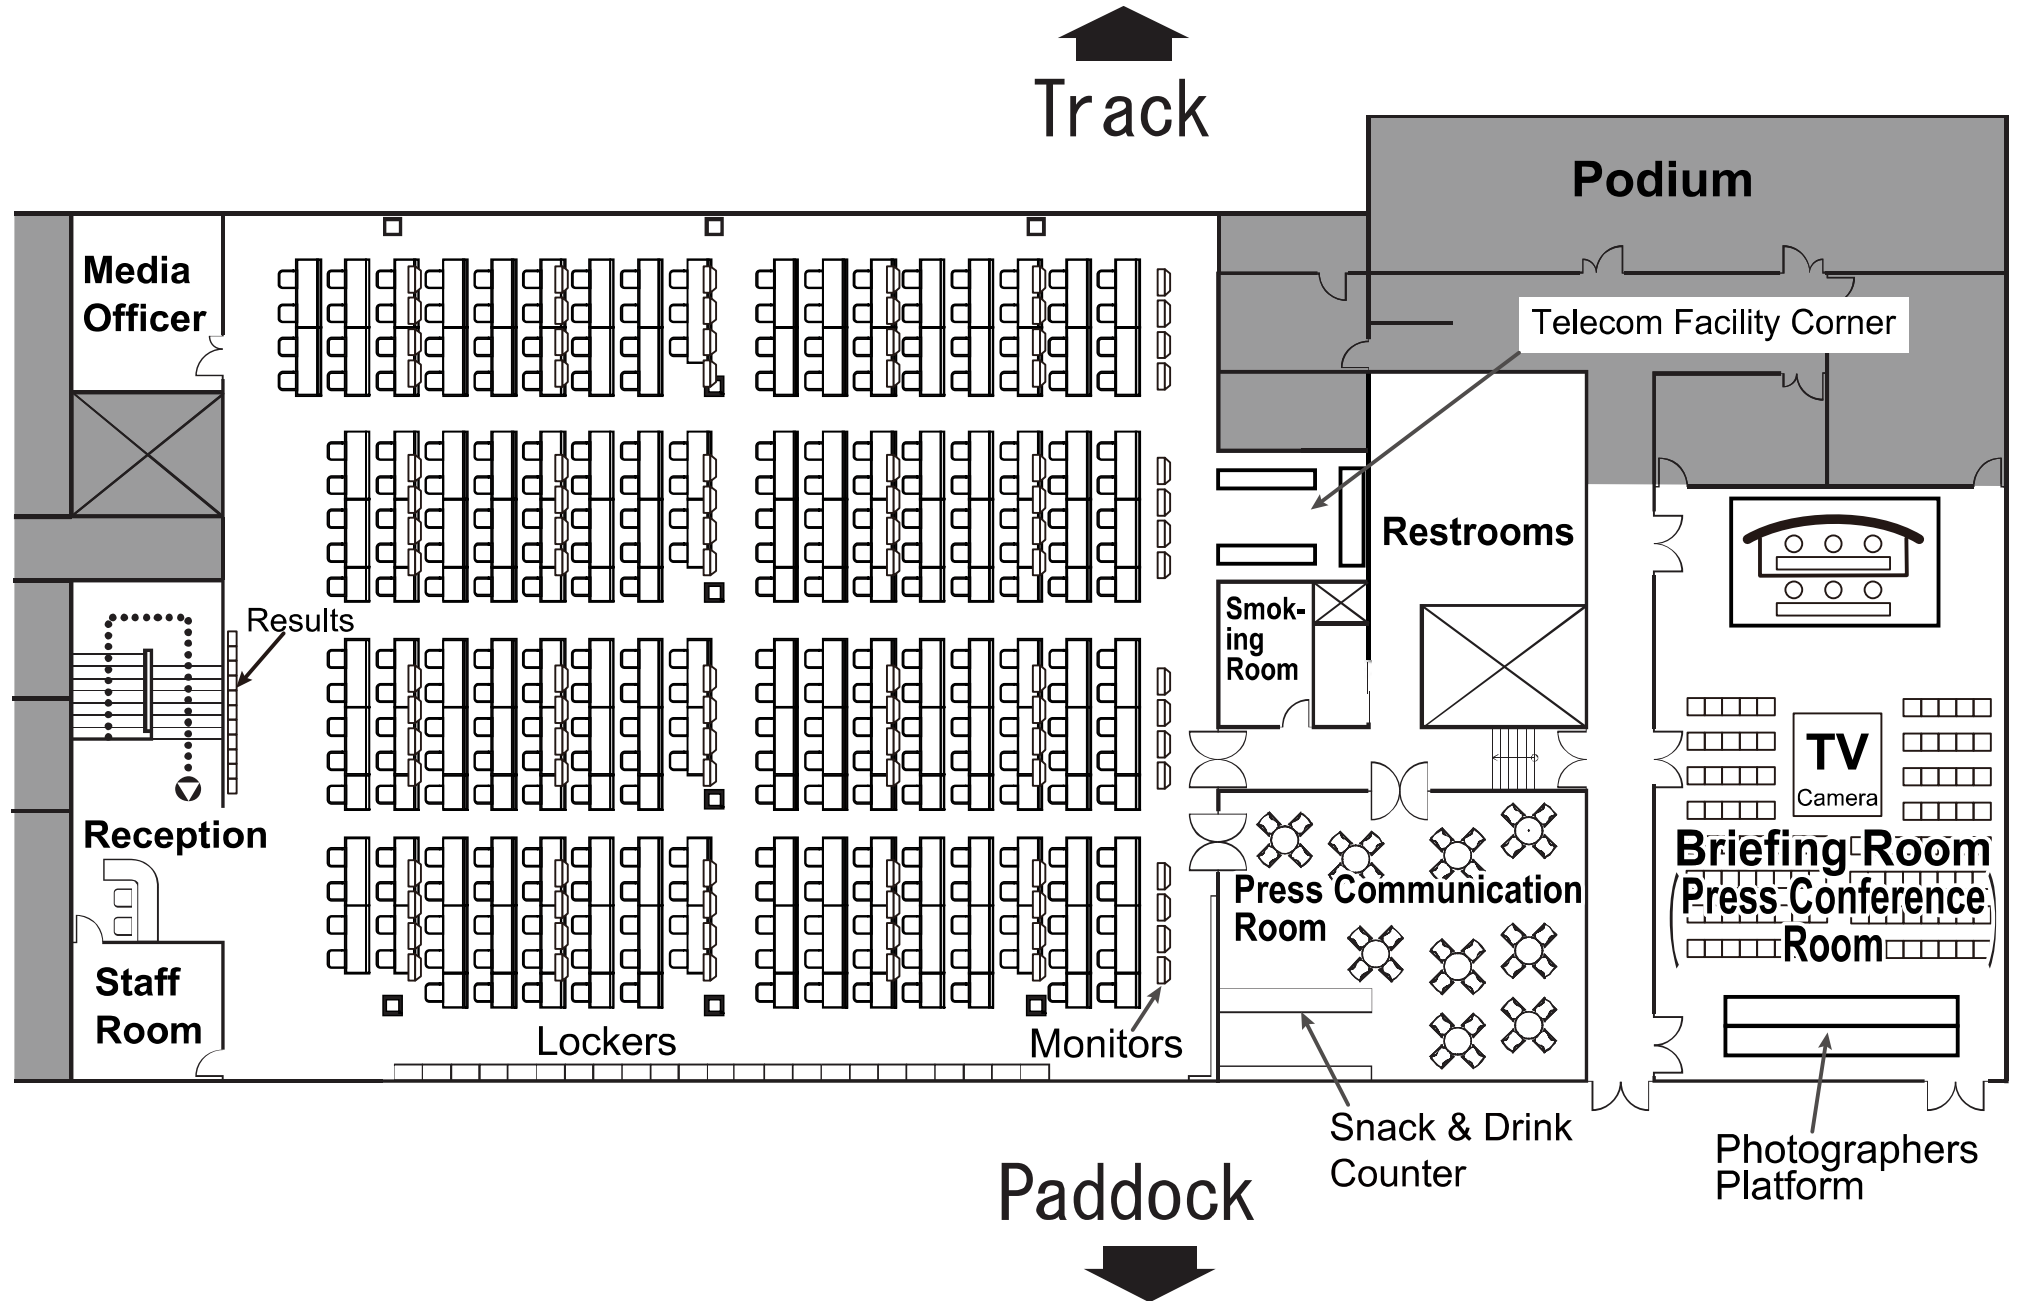 Track
Podium
Media
Officer
Telecom Facility Corner
Restrooms
Smok-
ing
Room
Results
TV
Camera
Reception
Briefing Room
(Press Conference
Room)
Press Communication
Room
Staff
Room
Lockers
Monitors
Snack & Drink
Counter
Photographers
Platform
Paddock